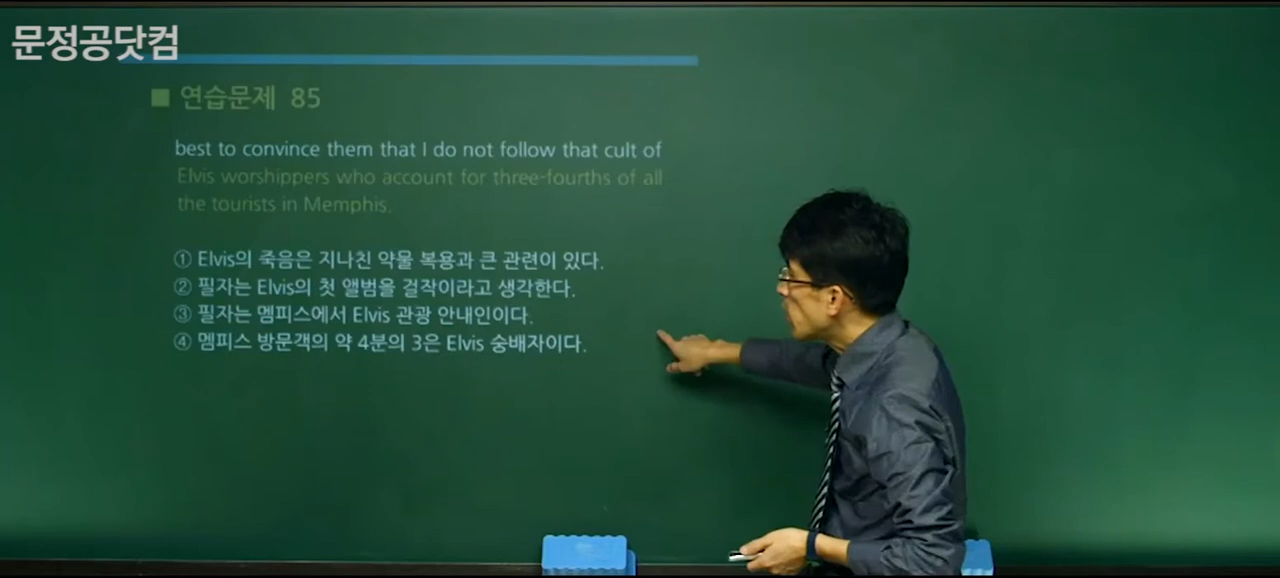 문정공닷컴
■ 연습문제 85
best to convince them that I do not follow that cult of
Elvis worshippers who account for three-fourths of all
the tourists in Memphis.
① Elvis의 죽음은 지나친 약물 복용과 큰 관련이 있다.
② 필자는 Elvis의 첫 앨범을 걸작이라고 생각한다.
③ 필자는 멤피스에서 Elvis 관광 안내인이다.
④ 멤피스 방문객의 약 4분의 3은 Elvis 숭배자이다.